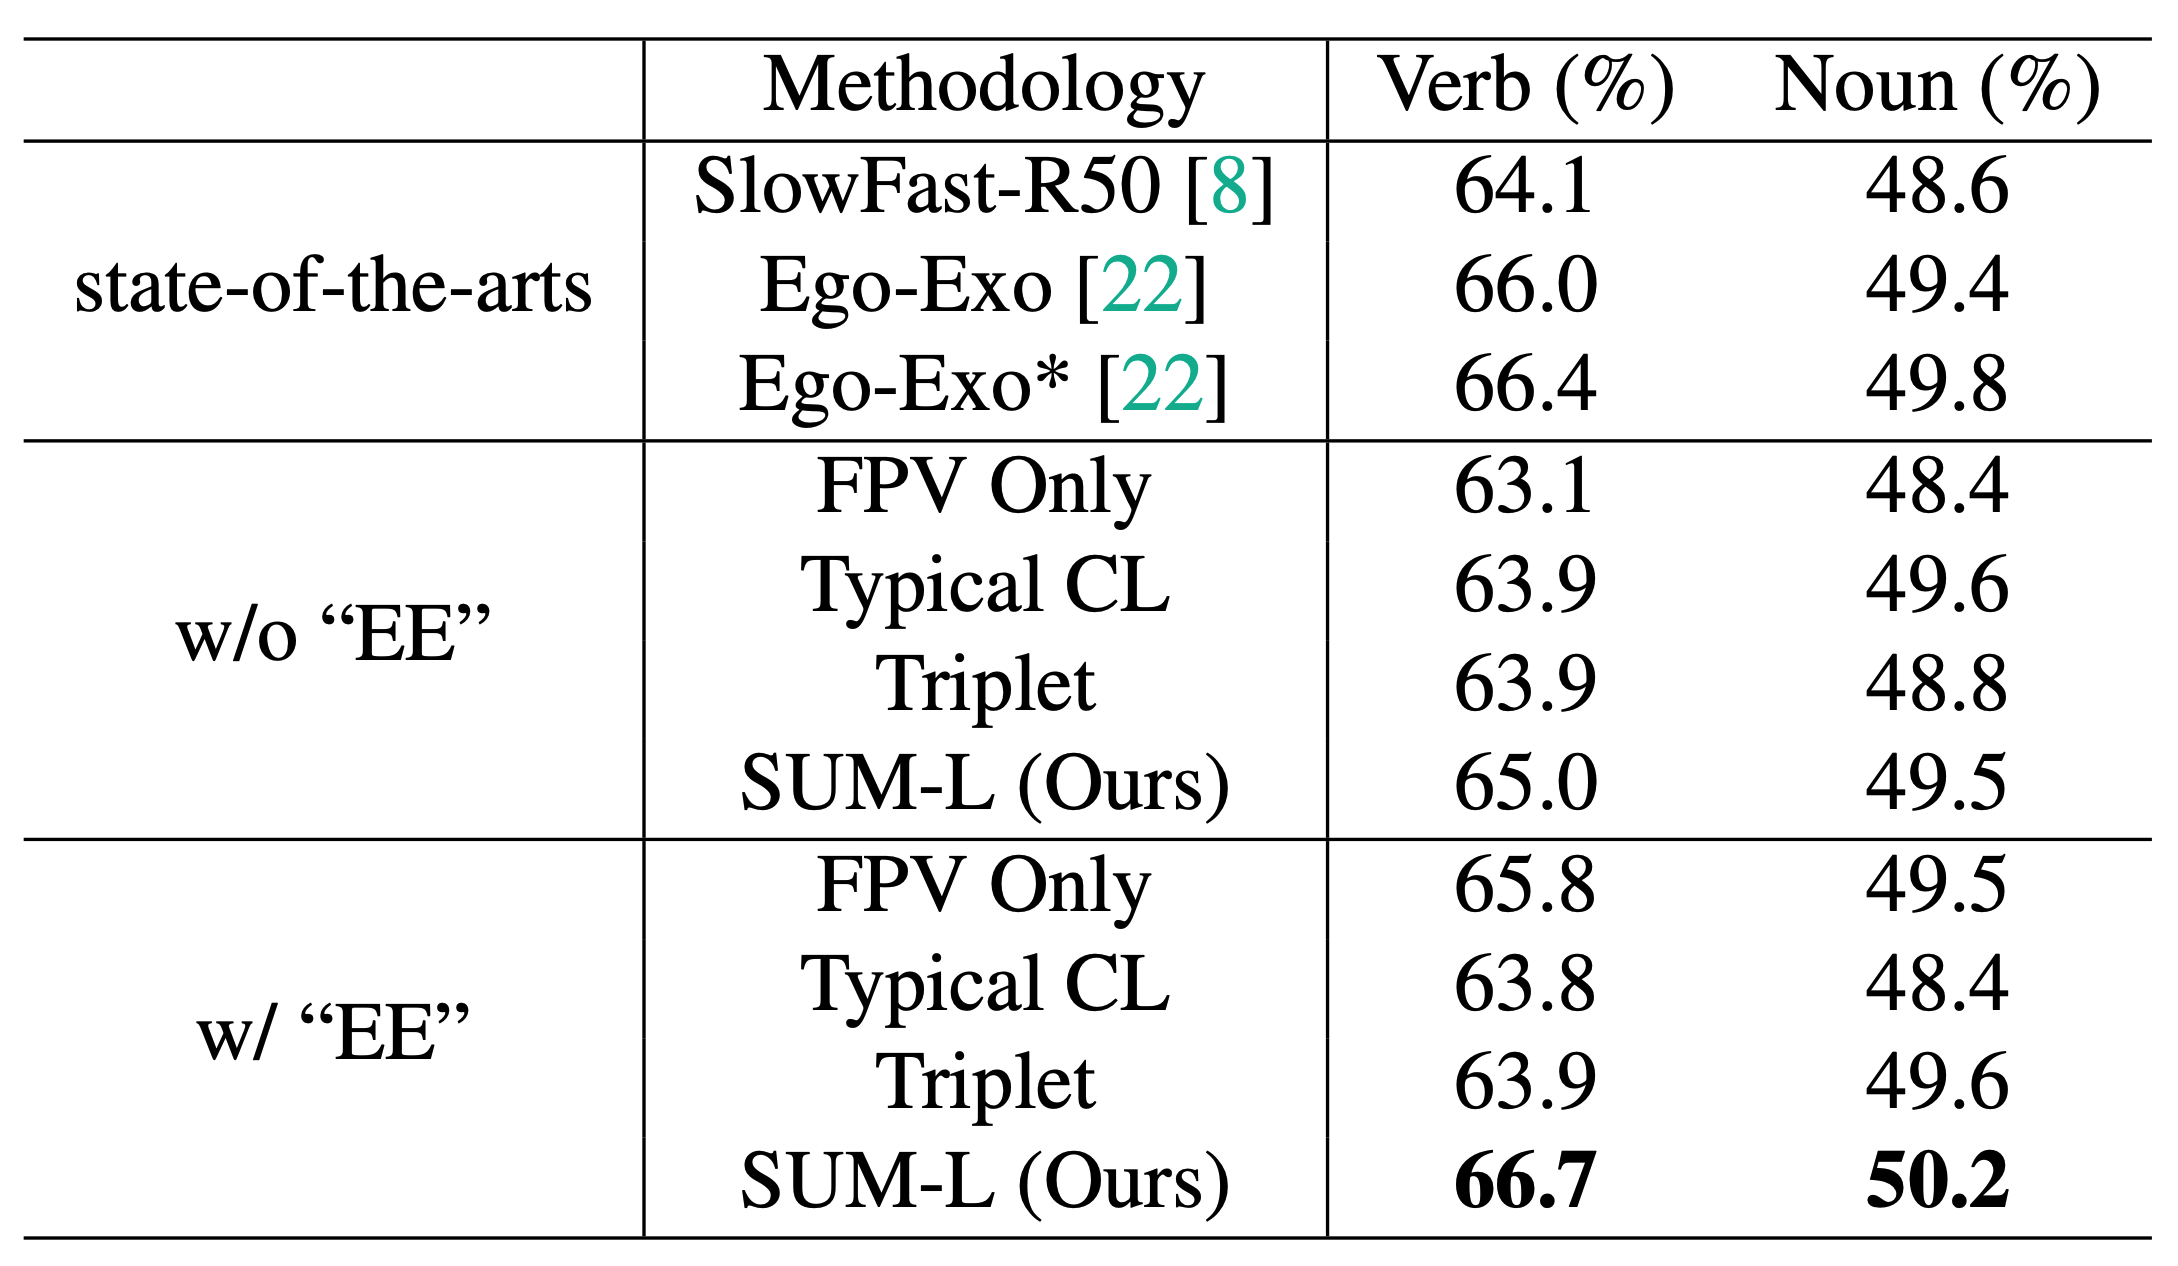 Methodology Verb (%) Noun (%)
SlowFast-R50 [8] 64.1 48.6
state-of-the-arts Ego-Exo [22] 66.0 49.4
Ego-Exo* [22] 66.4 49.8
FPV Only 63.1 48.4
Typical CL 63.9 49.6
w/o “EE”
Triplet 63.9 48.8
SUM-L (Ours) 65.0 49.5
FPV Only 65.8 49.5
Typical CL 63.8 48.4
w/ “EE”
Triplet 63.9 49.6
SUM-L (Ours) 66.7 50.2